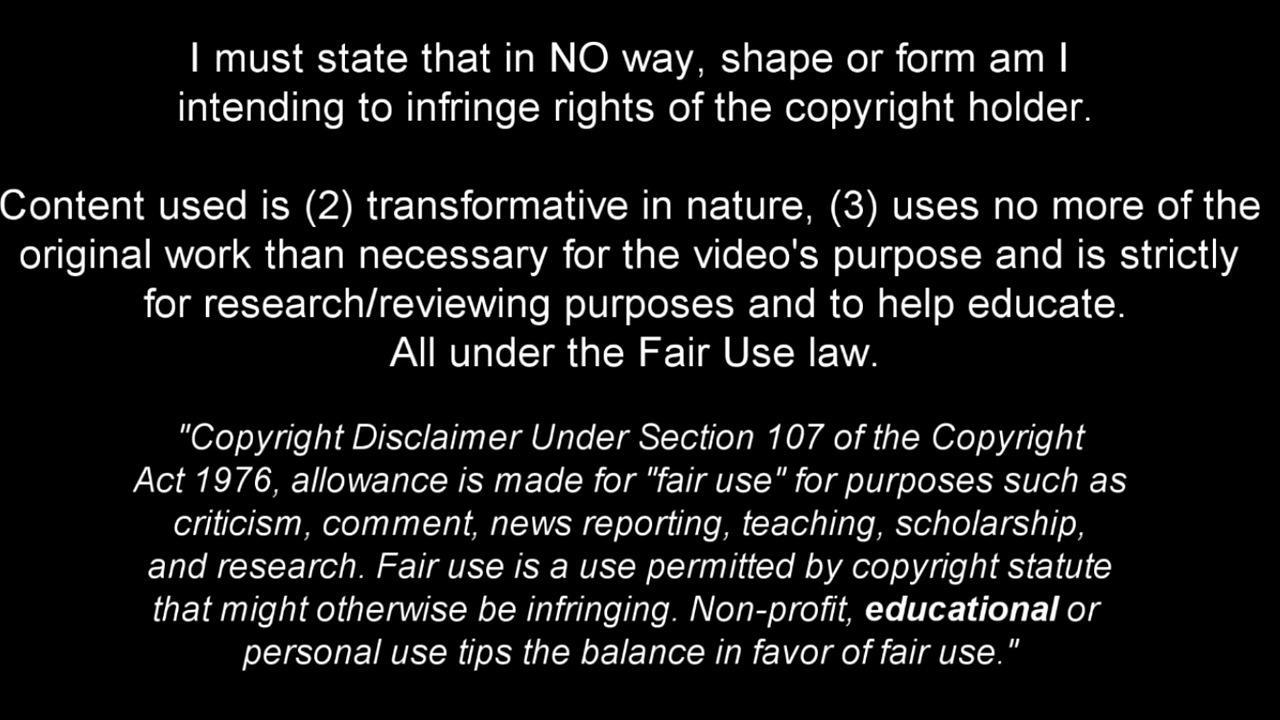 I must state that in NO way, shape or form am I
intending to infringe rights of the copyright holder.
Content used is (2) transformative in nature, (3) uses no more of the
original work than necessary for the video's purpose and is strictly
for research/reviewing purposes and to help educate.
All under the Fair Use law.
"Copyright Disclaimer Under Section 107 of the Copyright
Act 1976, allowance is made for "fair use" for purposes such as
criticism, comment, news reporting, teaching, scholarship,
and research. Fair use is a use permitted by copyright statute
that might otherwise be infringing. Non-profit, educational or
personal use tips the balance in favor of fair use."